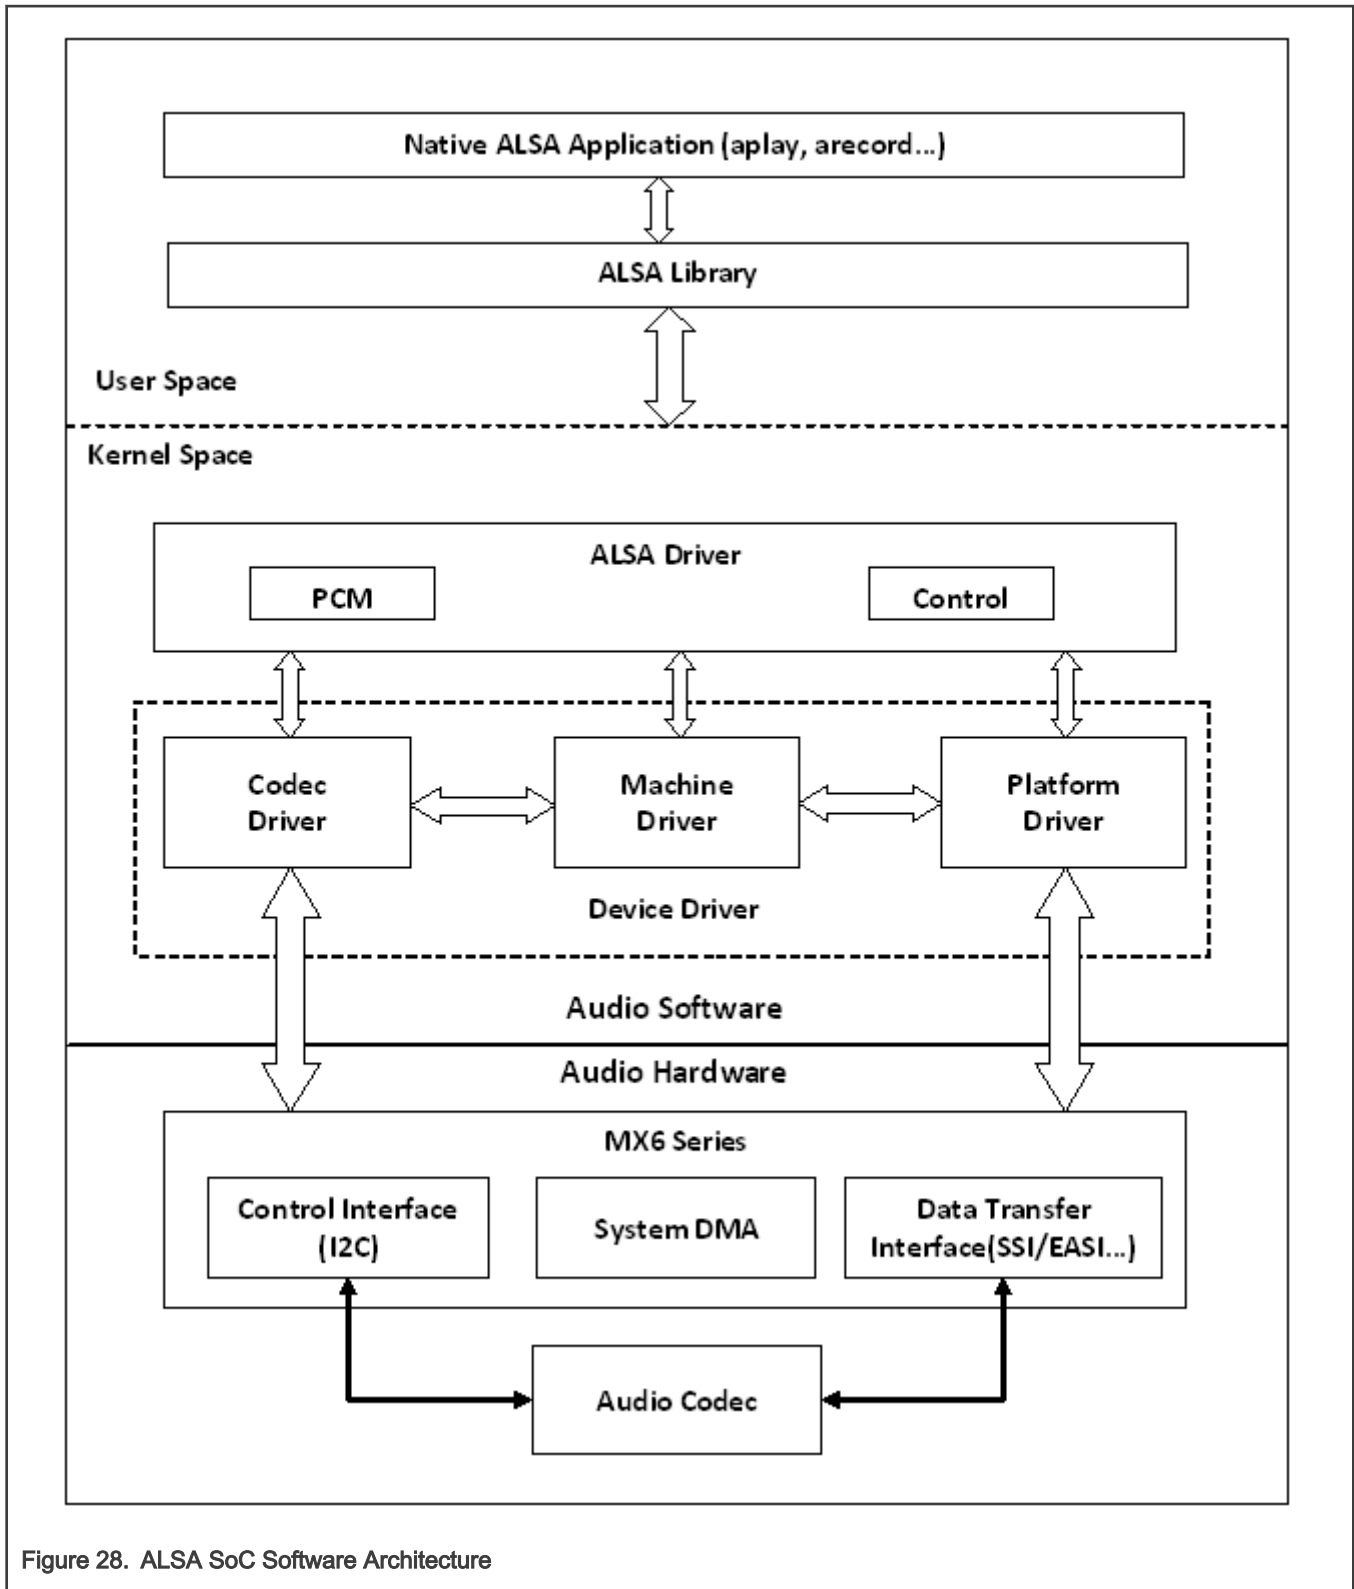 Native ALSA Application (aplay, arecord...)
ALSA Library
User Space
Kernel Space
ALSA Driver
PCM
Control
Codec
Driver
Machine
Driver
Platform
Driver
Device Driver
Audio Software
Audio Hardware
MX6 Series
Control Interface
(I2C)
System DMA
Data Transfer
Interface(SSI/EASI...)
Audio Codec
Figure 28. ALSA SoC Software Architecture